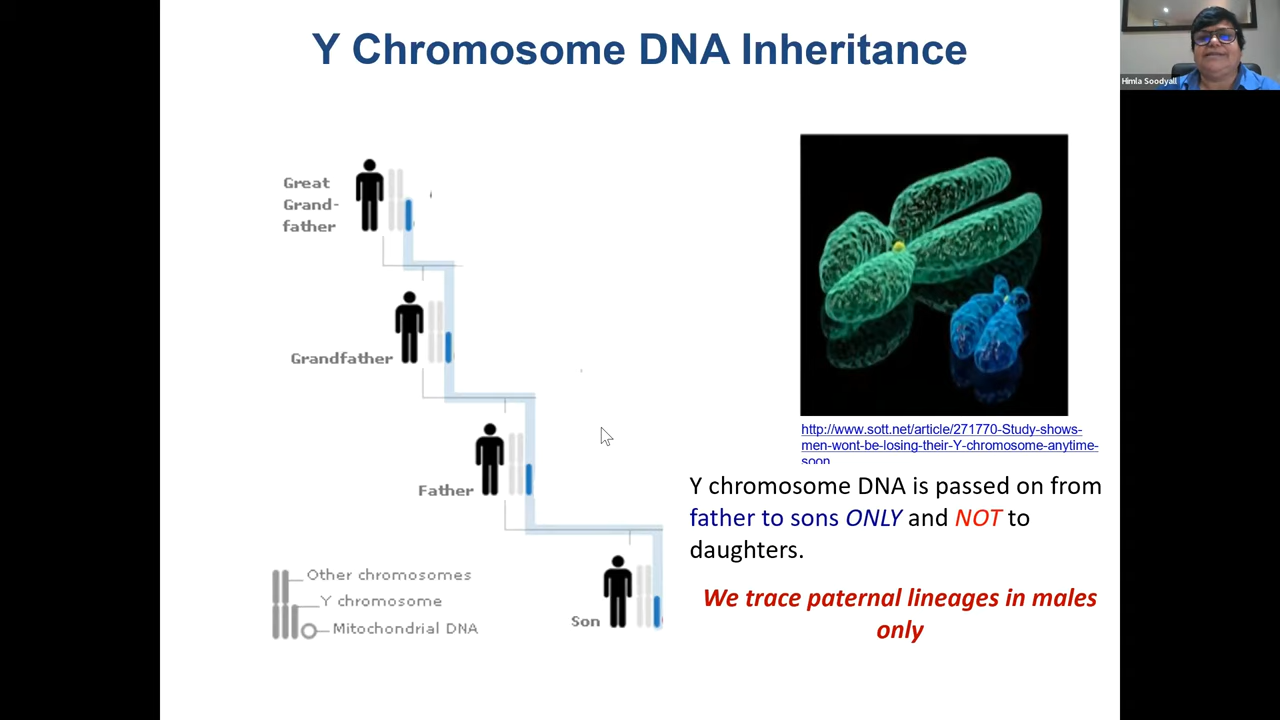 Y Chromosome DNA Inheritance
Himla Soodyall
Great
Grand-
father
Grandfather
Father
Son
Other chromosomes
Y chromosome
Mitochondrial DNA
http://www.sott.net/article/271770-Study-shows-
men-wont-be-losing-their-Y-chromosome-anytime-
soon
Y chromosome DNA is passed on from
father to sons ONLY and NOT to
daughters.
We trace paternal lineages in males
only